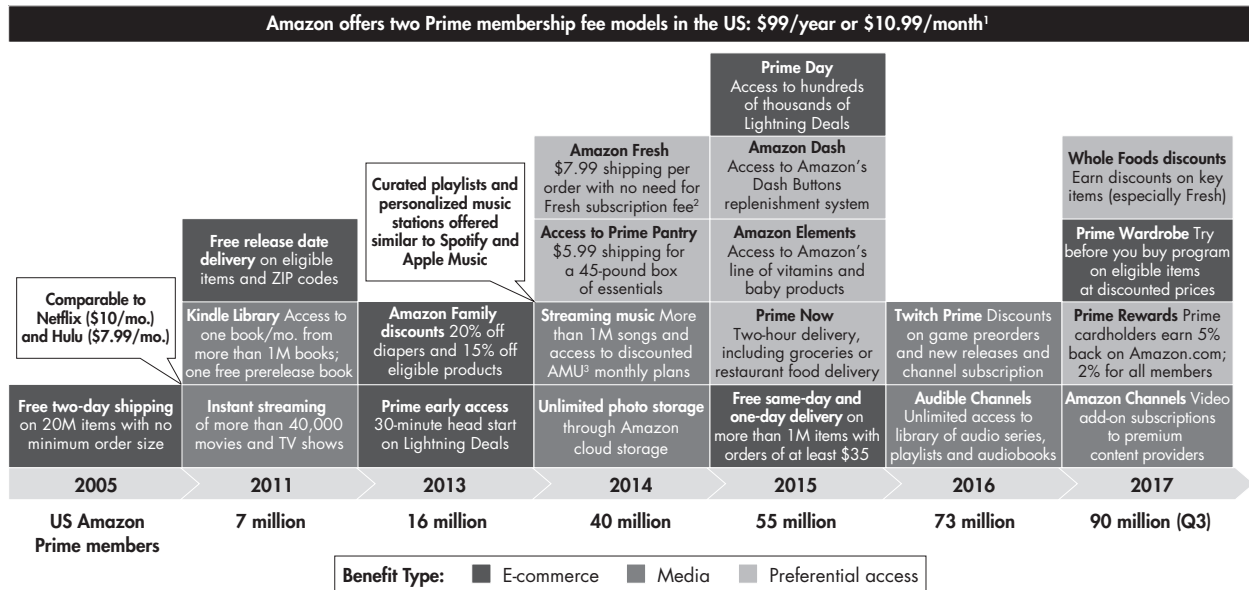 Amazon offers two Prime membership fee models in the US: $99/year or $10.99/month¹
Comparable to
Netflix ($10/mo.)
and Hulu ($7.99/mo.)
Free two-day shipping
on 20M items with no
minimum order size
Free release date
delivery on eligible
items and ZIP codes
Kindle Library Access to
one book/mo. from
more than 1M books;
one free prerelease book
Instant streaming
of more than 40,000
movies and TV shows
Curated playlists and
personalized music
stations offered
similar to Spotify and
Apple Music
Amazon Family
discounts 20% off
diapers and 15% off
eligible products
Prime early access
30-minute head start
on Lightning Deals
Amazon Fresh
$7.99 shipping per
order with no need for
Fresh subscription fee²
Access to Prime Pantry
$5.99 shipping for
a 45-pound box
of essentials
Streaming music More
than 1M songs and
access to discounted
AMU³ monthly plans
Unlimited photo storage
through Amazon
cloud storage
Prime Day
Access to hundreds
of thousands of
Lightning Deals
Amazon Dash
Access to Amazon’s
Dash Buttons
replenishment system
Amazon Elements
Access to Amazon’s
line of vitamins and
baby products
Prime Now
Two-hour delivery,
including groceries or
restaurant food delivery
Free same-day and
one-day delivery on
more than 1M items with
orders of at least $35
Twitch Prime Discounts
on game preorders
and new releases and
channel subscription
Audible Channels
Unlimited access to
library of audio series,
playlists and audiobooks
Whole Foods discounts
Earn discounts on key
items (especially Fresh)
Prime Wardrobe Try
before you buy program
on eligible items
at discounted prices
Prime Rewards Prime
cardholders earn 5%
back on Amazon.com;
2% for all members
Amazon Channels Video
add-on subscriptions
to premium
content providers
2005 2011 2013 2014 2015 2016 2017
US Amazon
Prime members
7 million 16 million 40 million 55 million 73 million 90 million (Q3)
Benefit Type: E-commerce Media Preferential access